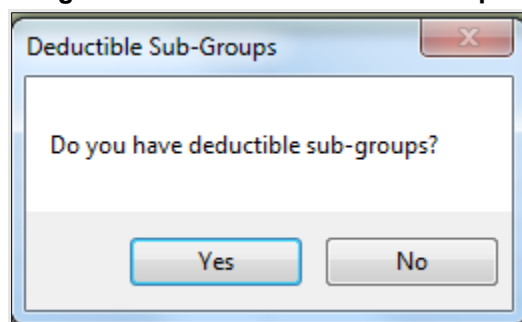 Deductible Sub-Groups
Do you have deductible sub-groups?
Yes
No